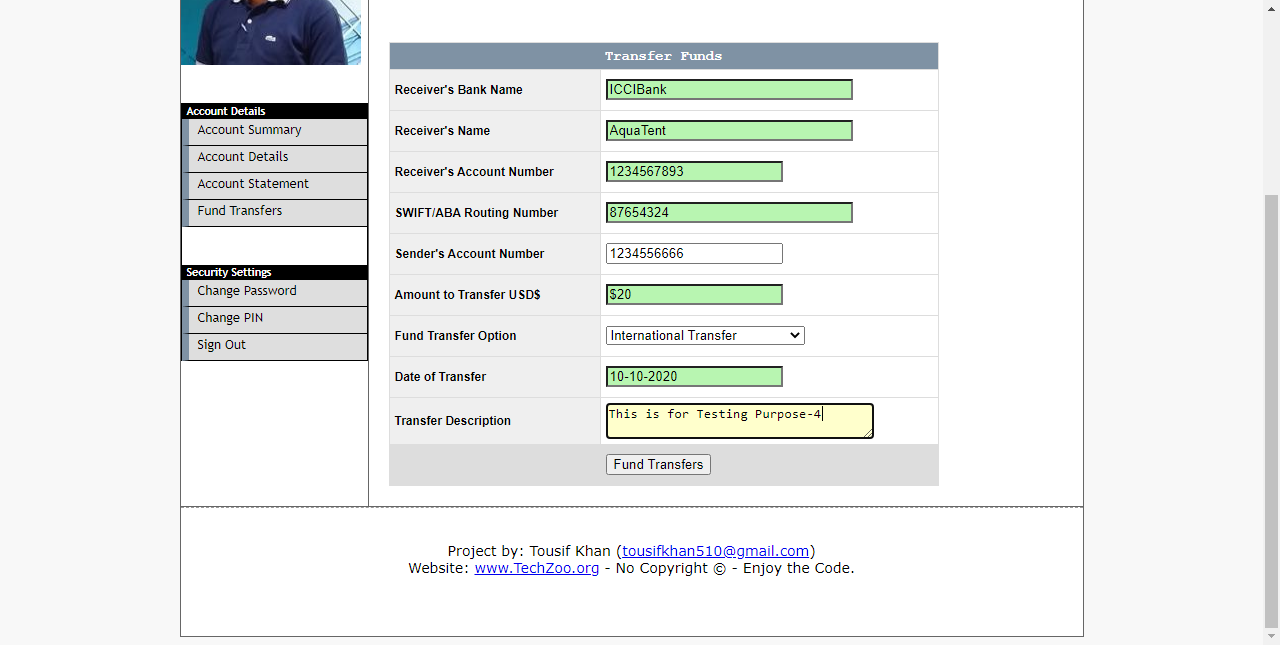 Account Details
Account Summary
Account Details
Account Statement
Fund Transfers
Security Settings
Change Password
Change PIN
Sign Out
Transfer Funds
Receiver's Bank Name ICCIBank
Receiver's Name AquaTent
Receiver's Account Number 1234567893
SWIFT/ABA Routing Number 87654324
Sender's Account Number 1234556666
Amount to Transfer USD$ $20
Fund Transfer Option International Transfer
Date of Transfer 10-10-2020
Transfer Description This is for Testing Purpose-4
Fund Transfers
Project by: Tousif Khan (tousifkhan510@gmail.com)
Website: www.TechZoo.org - No Copyright © - Enjoy the Code.